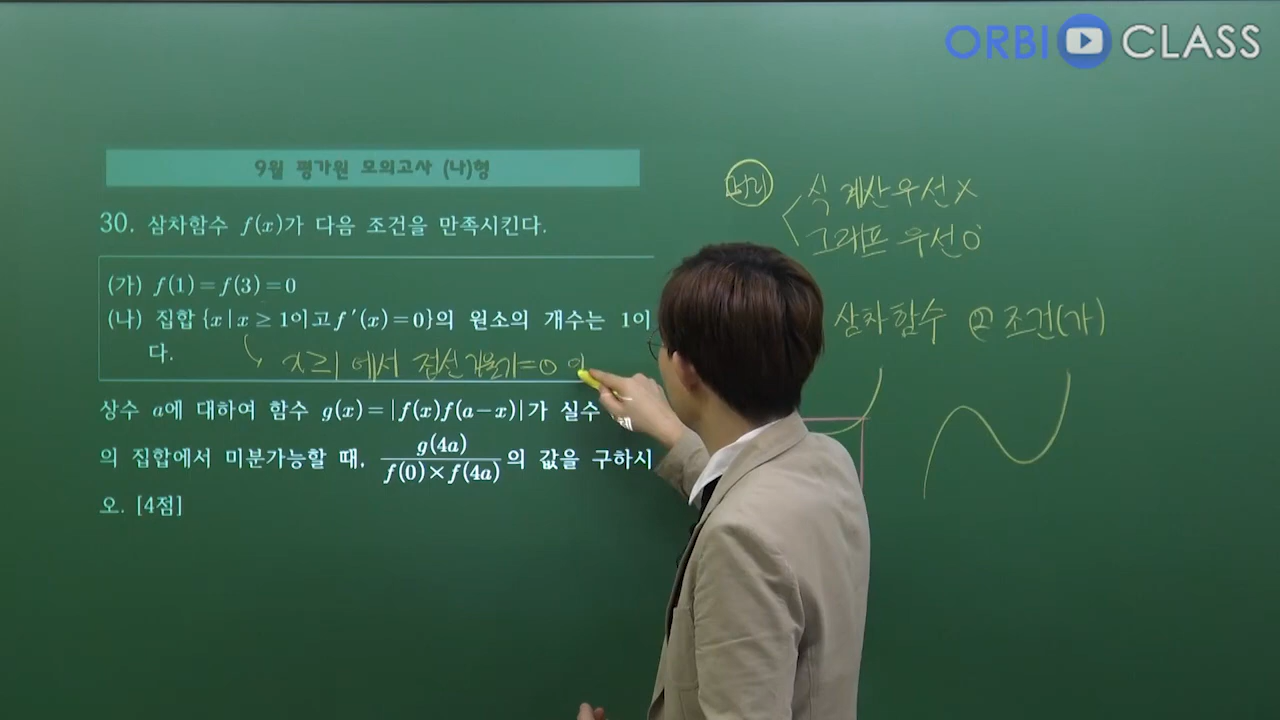 ORBI CLASS
9월 평가원 모의고사 (나)형
30. 삼차함수 f(x)가 다음 조건을 만족시킨다.
(가) f(1)=f(3)=0
(나) 집합 {x|x≥1이고f′(x)=0}의 원소의 개수는 1이
다.
x≥1 에서 접선 기울기=0 이
상수 a에 대하여 함수 g(x)=|f(x)f(a−x)|가 실수
의 집합에서 미분가능할 때, g(4a)/f(0)×f(4a)의 값을 구하시
오. [4점]
식 계산 우선 X
그래프 우선 O
삼차함수 ② 조건(가)